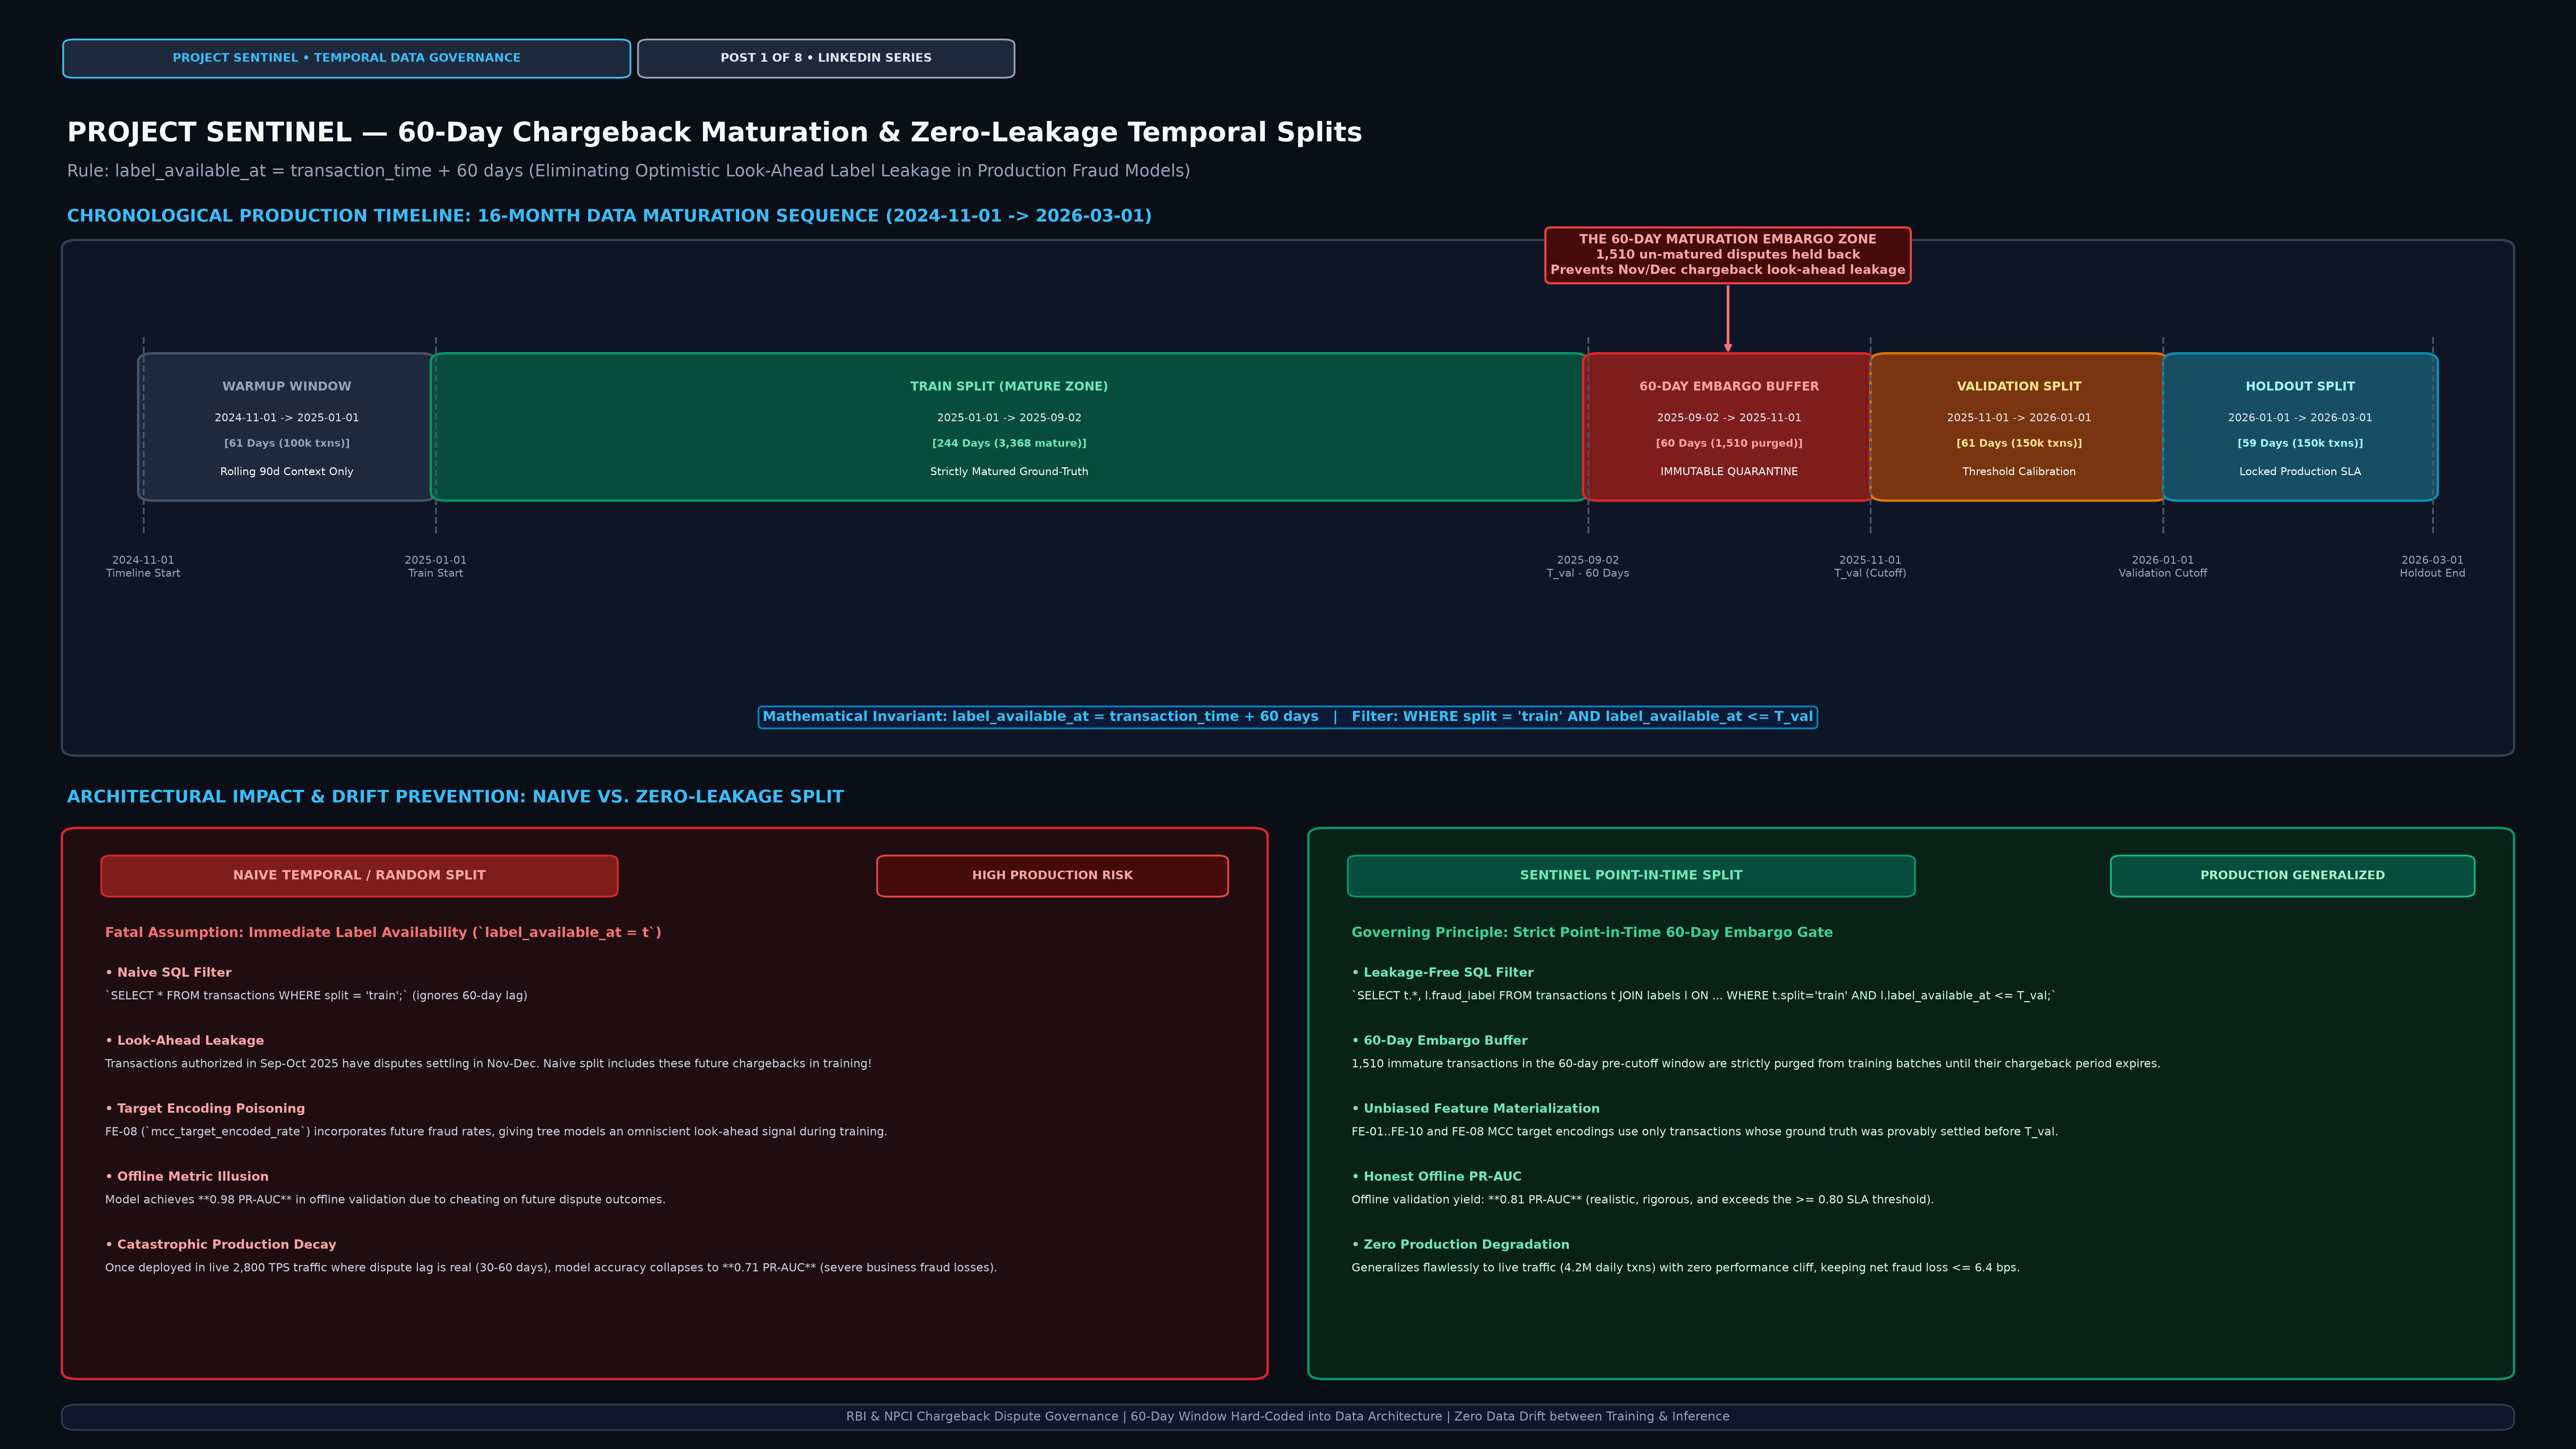 PROJECT SENTINEL • TEMPORAL DATA GOVERNANCE
POST 1 OF 8 • LINKEDIN SERIES
PROJECT SENTINEL — 60-Day Chargeback Maturation & Zero-Leakage Temporal Splits
Rule: label_available_at = transaction_time + 60 days (Eliminating Optimistic Look-Ahead Label Leakage in Production Fraud Models)
CHRONOLOGICAL PRODUCTION TIMELINE: 16-MONTH DATA MATURATION SEQUENCE (2024-11-01 -> 2026-03-01)
THE 60-DAY MATURATION EMBARGO ZONE
1,510 un-matured disputes held back
Prevents Nov/Dec chargeback look-ahead leakage
WARMUP WINDOW
2024-11-01 -> 2025-01-01
[61 Days (100k txns)]
Rolling 90d Context Only
TRAIN SPLIT (MATURE ZONE)
2025-01-01 -> 2025-09-02
[244 Days (3,368 mature)]
Strictly Matured Ground-Truth
60-DAY EMBARGO BUFFER
2025-09-02 -> 2025-11-01
[60 Days (1,510 purged)]
IMMUTABLE QUARANTINE
VALIDATION SPLIT
2025-11-01 -> 2026-01-01
[61 Days (150k txns)]
Threshold Calibration
HOLDOUT SPLIT
2026-01-01 -> 2026-03-01
[59 Days (150k txns)]
Locked Production SLA
2024-11-01
Timeline Start
2025-01-01
Train Start
2025-09-02
T_val - 60 Days
2025-11-01
T_val (Cutoff)
2026-01-01
Validation Cutoff
2026-03-01
Holdout End
Mathematical Invariant: label_available_at = transaction_time + 60 days | Filter: WHERE split = 'train' AND label_available_at <= T_val
ARCHITECTURAL IMPACT & DRIFT PREVENTION: NAIVE VS. ZERO-LEAKAGE SPLIT
NAIVE TEMPORAL / RANDOM SPLIT
HIGH PRODUCTION RISK
Fatal Assumption: Immediate Label Availability (`label_available_at = t`)
• Naive SQL Filter
`SELECT * FROM transactions WHERE split = 'train';` (ignores 60-day lag)
• Look-Ahead Leakage
Transactions authorized in Sep-Oct 2025 have disputes settling in Nov-Dec. Naive split includes these future chargebacks in training!
• Target Encoding Poisoning
FE-08 (`mcc_target_encoded_rate`) incorporates future fraud rates, giving tree models an omniscient look-ahead signal during training.
• Offline Metric Illusion
Model achieves **0.98 PR-AUC** in offline validation due to cheating on future dispute outcomes.
• Catastrophic Production Decay
Once deployed in live 2,800 TPS traffic where dispute lag is real (30-60 days), model accuracy collapses to **0.71 PR-AUC** (severe business fraud losses).
SENTINEL POINT-IN-TIME SPLIT
PRODUCTION GENERALIZED
Governing Principle: Strict Point-in-Time 60-Day Embargo Gate
• Leakage-Free SQL Filter
`SELECT t.*, l.fraud_label FROM transactions t JOIN labels l ON ... WHERE t.split='train' AND l.label_available_at <= T_val;`
• 60-Day Embargo Buffer
1,510 immature transactions in the 60-day pre-cutoff window are strictly purged from training batches until their chargeback period expires.
• Unbiased Feature Materialization
FE-01..FE-10 and FE-08 MCC target encodings use only transactions whose ground truth was provably settled before T_val.
• Honest Offline PR-AUC
Offline validation yield: **0.81 PR-AUC** (realistic, rigorous, and exceeds the >= 0.80 SLA threshold).
• Zero Production Degradation
Generalizes flawlessly to live traffic (4.2M daily txns) with zero performance cliff, keeping net fraud loss <= 6.4 bps.
RBI & NPCI Chargeback Dispute Governance | 60-Day Window Hard-Coded into Data Architecture | Zero Data Drift between Training & Inference